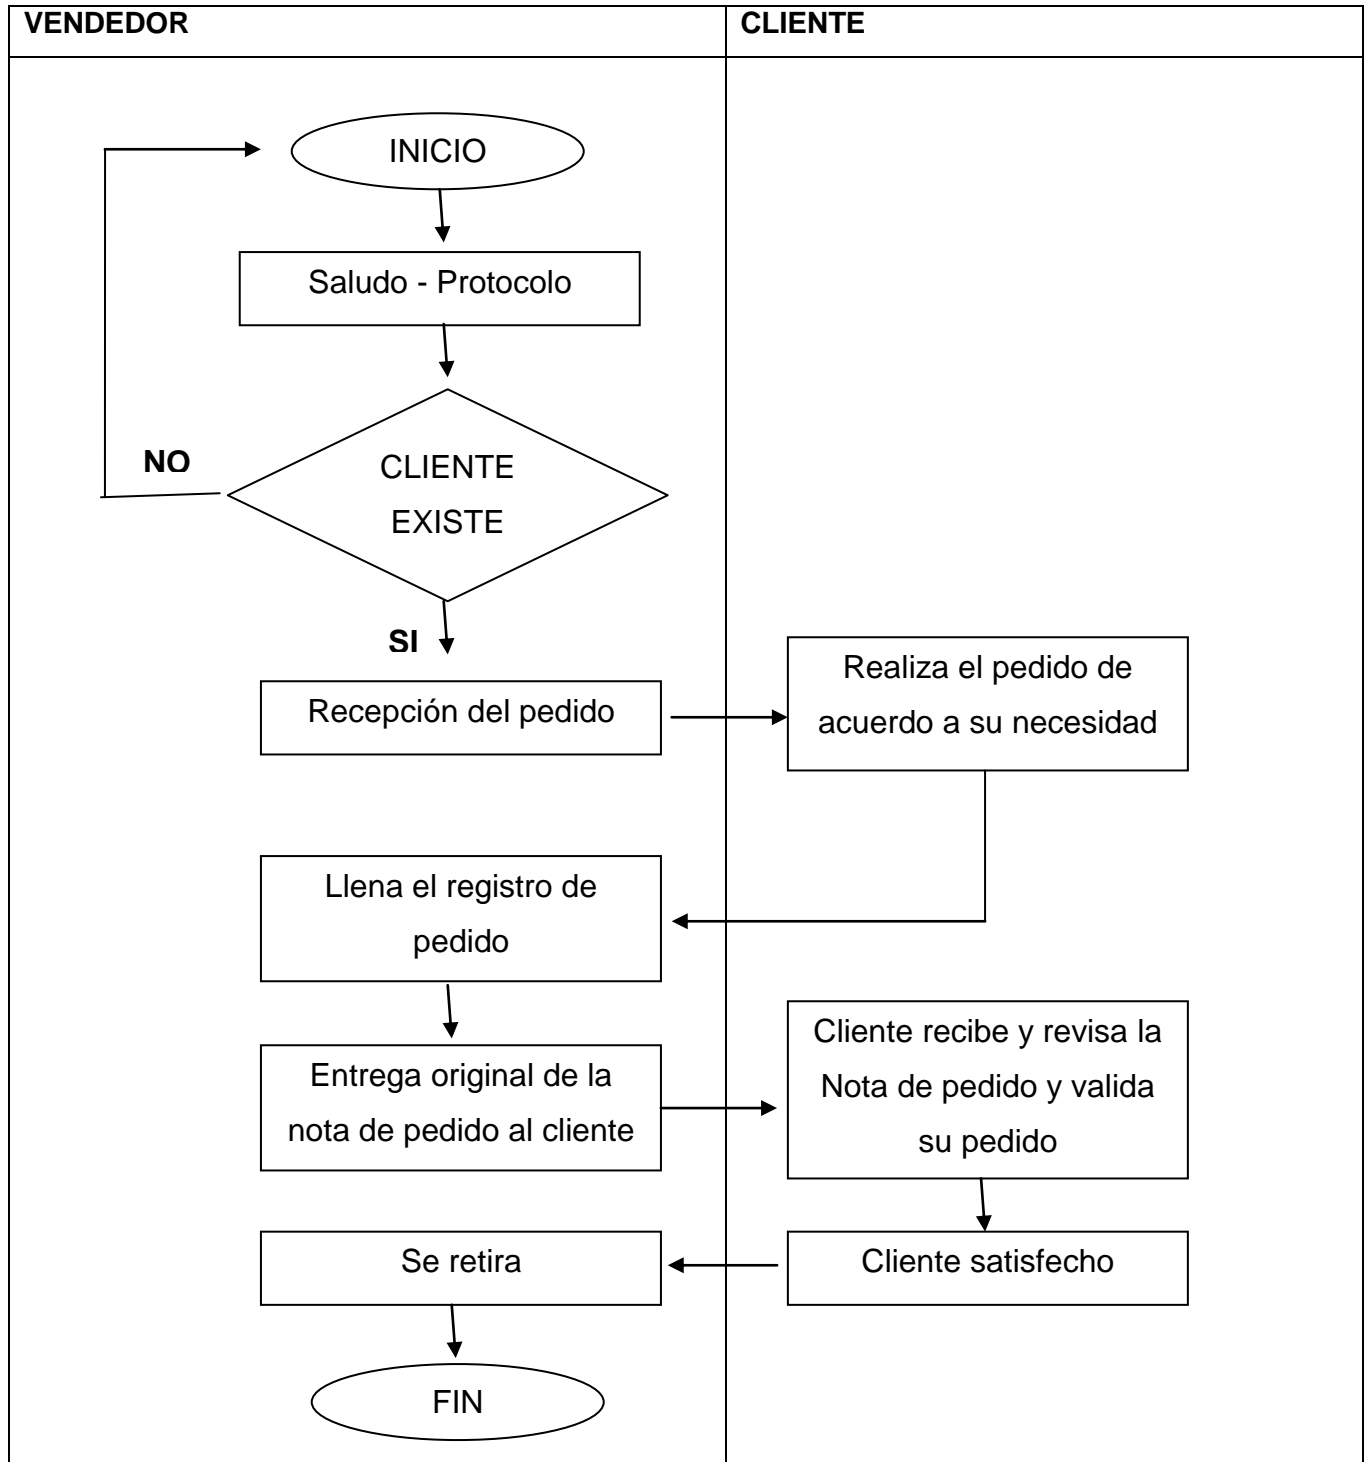 VENDEDOR
CLIENTE
INICIO
Saludo - Protocolo
NO
CLIENTE
EXISTE
SI
Recepción del pedido
Realiza el pedido de
acuerdo a su necesidad
Llena el registro de
pedido
Entrega original de la
nota de pedido al cliente
Cliente recibe y revisa la
Nota de pedido y valida
su pedido
Cliente satisfecho
Se retira
FIN